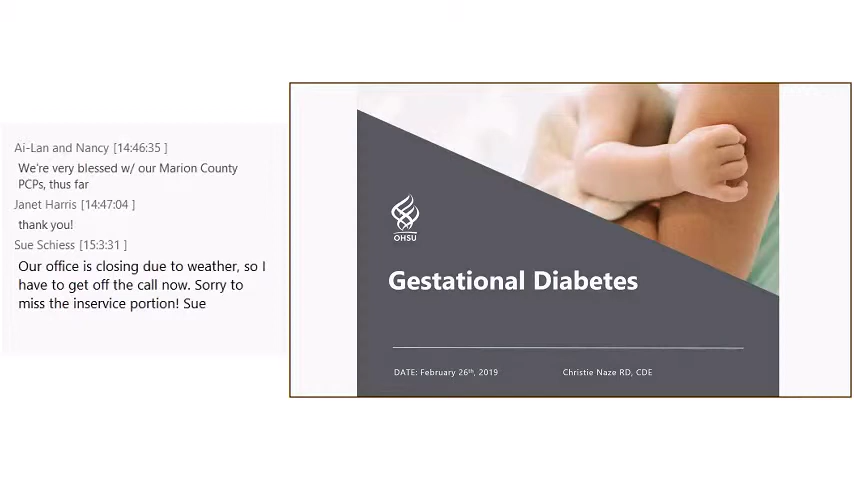 Ai-Lan and Nancy [14:46:35 ]
We're very blessed w/ our Marion County
PCPs, thus far
Janet Harris [14:47:04 ]
thank you!
Sue Schiess [15:3:31 ]
Our office is closing due to weather, so I
have to get off the call now. Sorry to
miss the inservice portion! Sue
OHSU
Gestational Diabetes
DATE: February 26th, 2019
Christie Naze RD, CDE